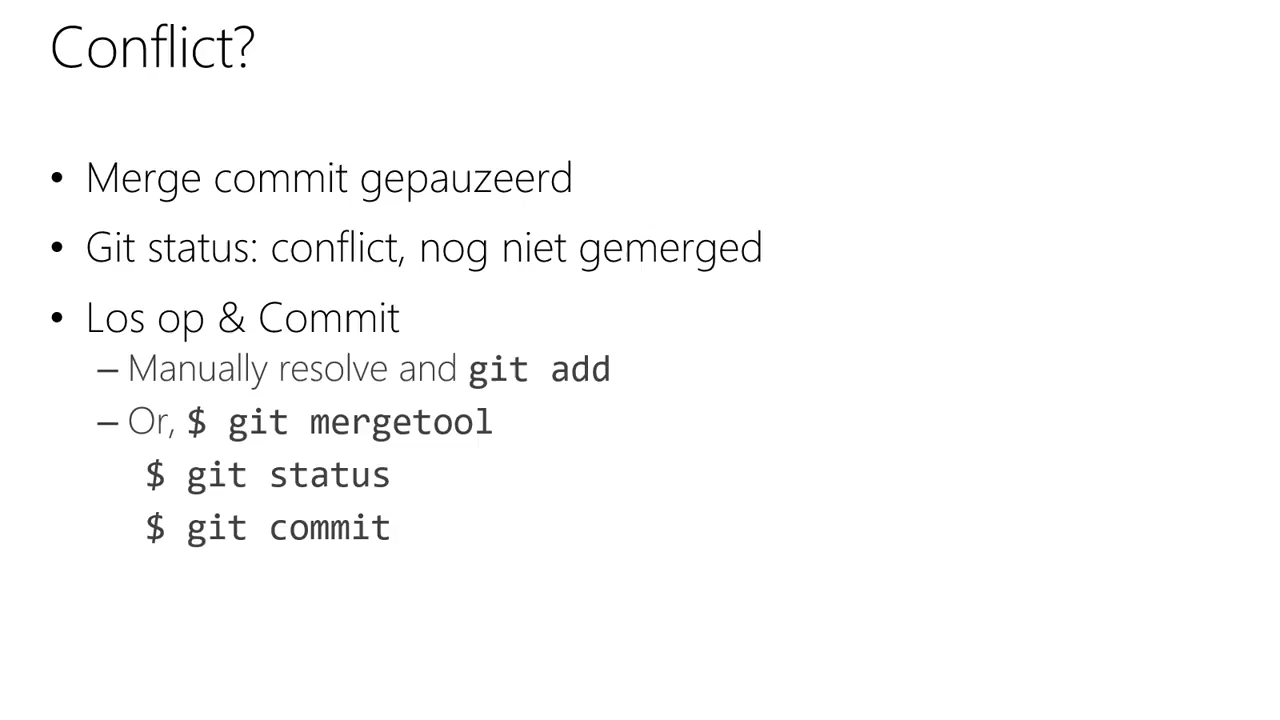 Conflict?
• Merge commit gepauzeerd
• Git status: conflict, nog niet gemerged
• Los op & Commit
– Manually resolve and git add
– Or, $ git mergetool
$ git status
$ git commit